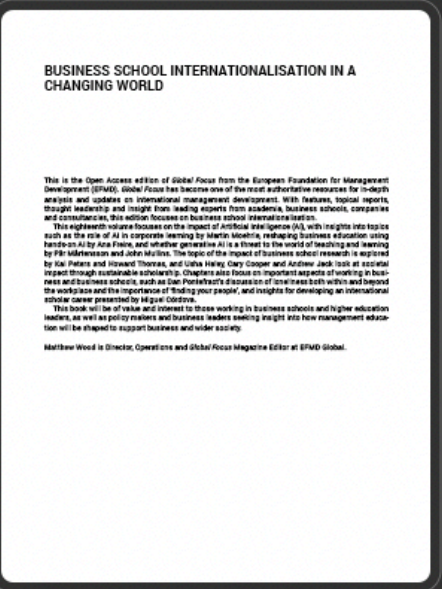 BUSINESS SCHOOL INTERNATIONALISATION IN A
CHANGING WORLD
This is the Open Access edition of Global Focus from the European Foundation for Management
Development (EFMD). Global Focus has become one of the most authoritative resources for in-depth
analysis and updates on international management development. With features, topical reports,
thought leadership and insight from leading experts from academia, business schools, companies
and consultancies, this edition focuses on business school internationalisation.
This eighteenth volume focuses on the impact of Artificial Intelligence (AI), with insights into topics
such as the role of AI in corporate learning by Martin Moehrle, reshaping business education using
hands-on AI by Ana Freire, and whether generative AI is a threat to the world of teaching and learning
by Pär Mårtensson and John Mullins. The topic of the impact of business school research is explored
by Kai Peters and Howard Thomas, and Usha Haley, Cary Cooper and Andrew Jack look at societal
impact through sustainable scholarship. Chapters also focus on important aspects of working in busi-
ness and business schools, such as Dan Pontefract's discussion of loneliness both within and beyond
the workplace and the importance of 'finding your people', and insights for developing an international
scholar career presented by Miguel Córdova.
This book will be of value and interest to those working in business schools and higher education
leaders, as well as policy makers and business leaders seeking insight into how management educa-
tion will be shaped to support business and wider society.
Matthew Wood is Director, Operations and Global Focus Magazine Editor at EFMD Global.